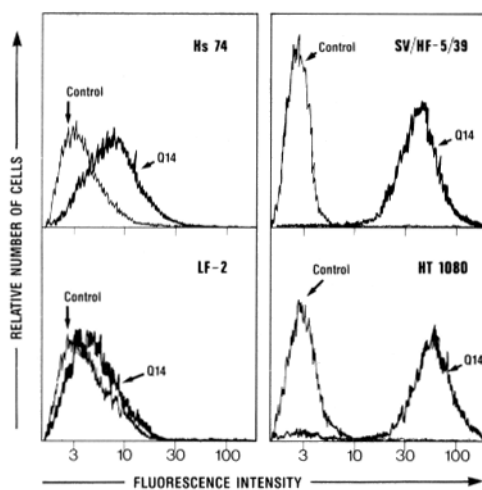 Hs 74
Control
Q14
SV/HF-5/39
Control
Q14
LF-2
Control
Q14
HT 1080
Control
Q14
RELATIVE NUMBER OF CELLS
3 10 30 100
3 10 30 100
FLUORESCENCE INTENSITY